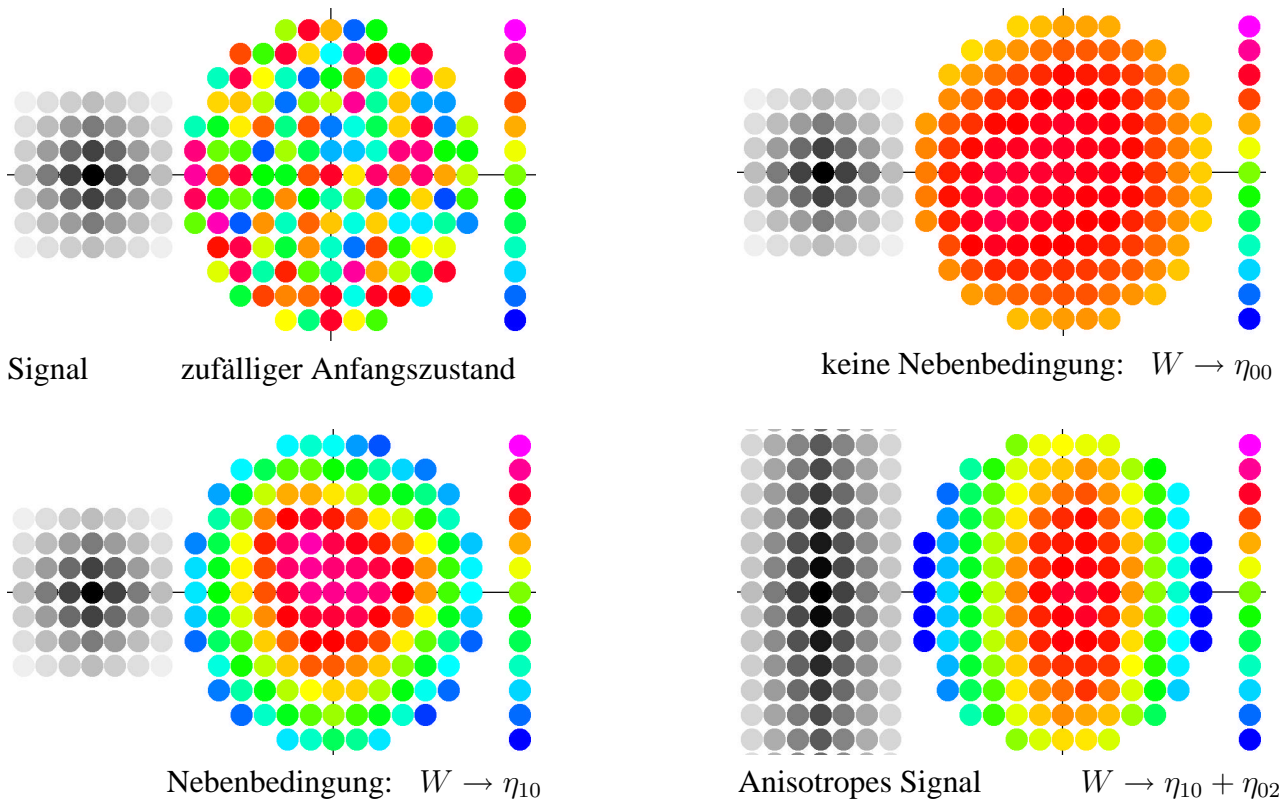 Signal zufälliger Anfangszustand
keine Nebenbedingung: W → η₀₀
Nebenbedingung: W → η₁₀
Anisotropes Signal W → η₁₀ + η₀₂